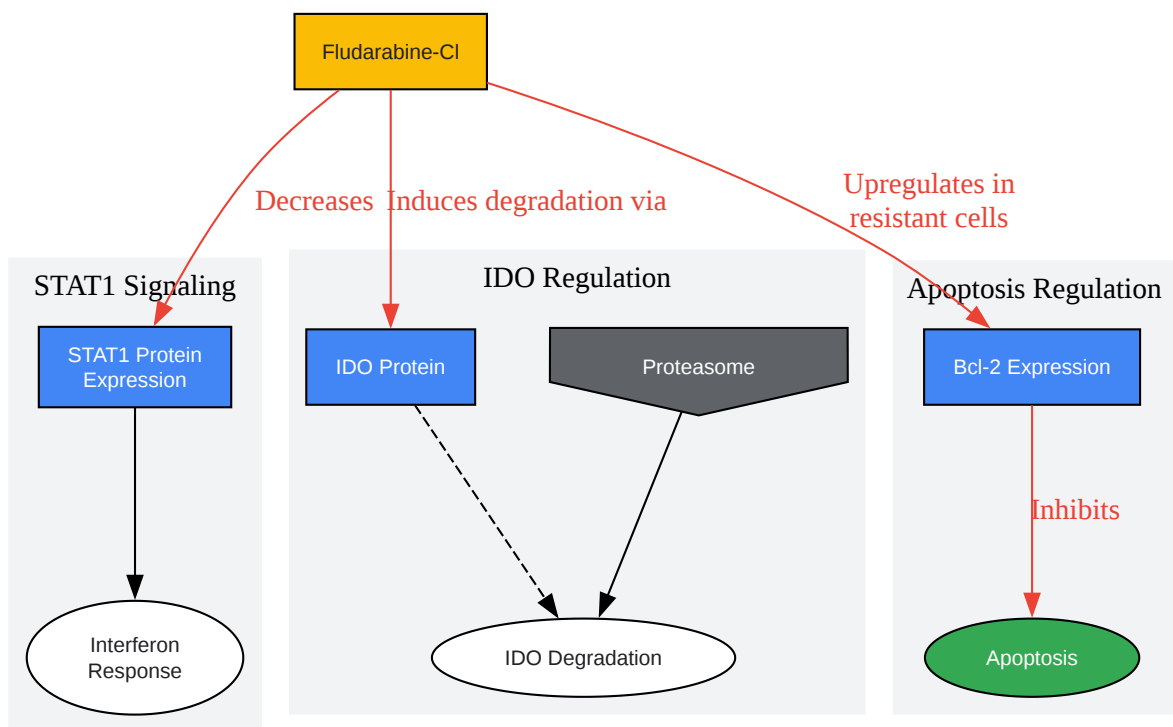 Fludarabine-Cl
Decreases
Induces degradation via
Upregulates in
resistant cells
STAT1 Signaling
IDO Regulation
Apoptosis Regulation
STAT1 Protein
Expression
IDO Protein
Proteasome
Bcl-2 Expression
Inhibits
Interferon
Response
IDO Degradation
Apoptosis